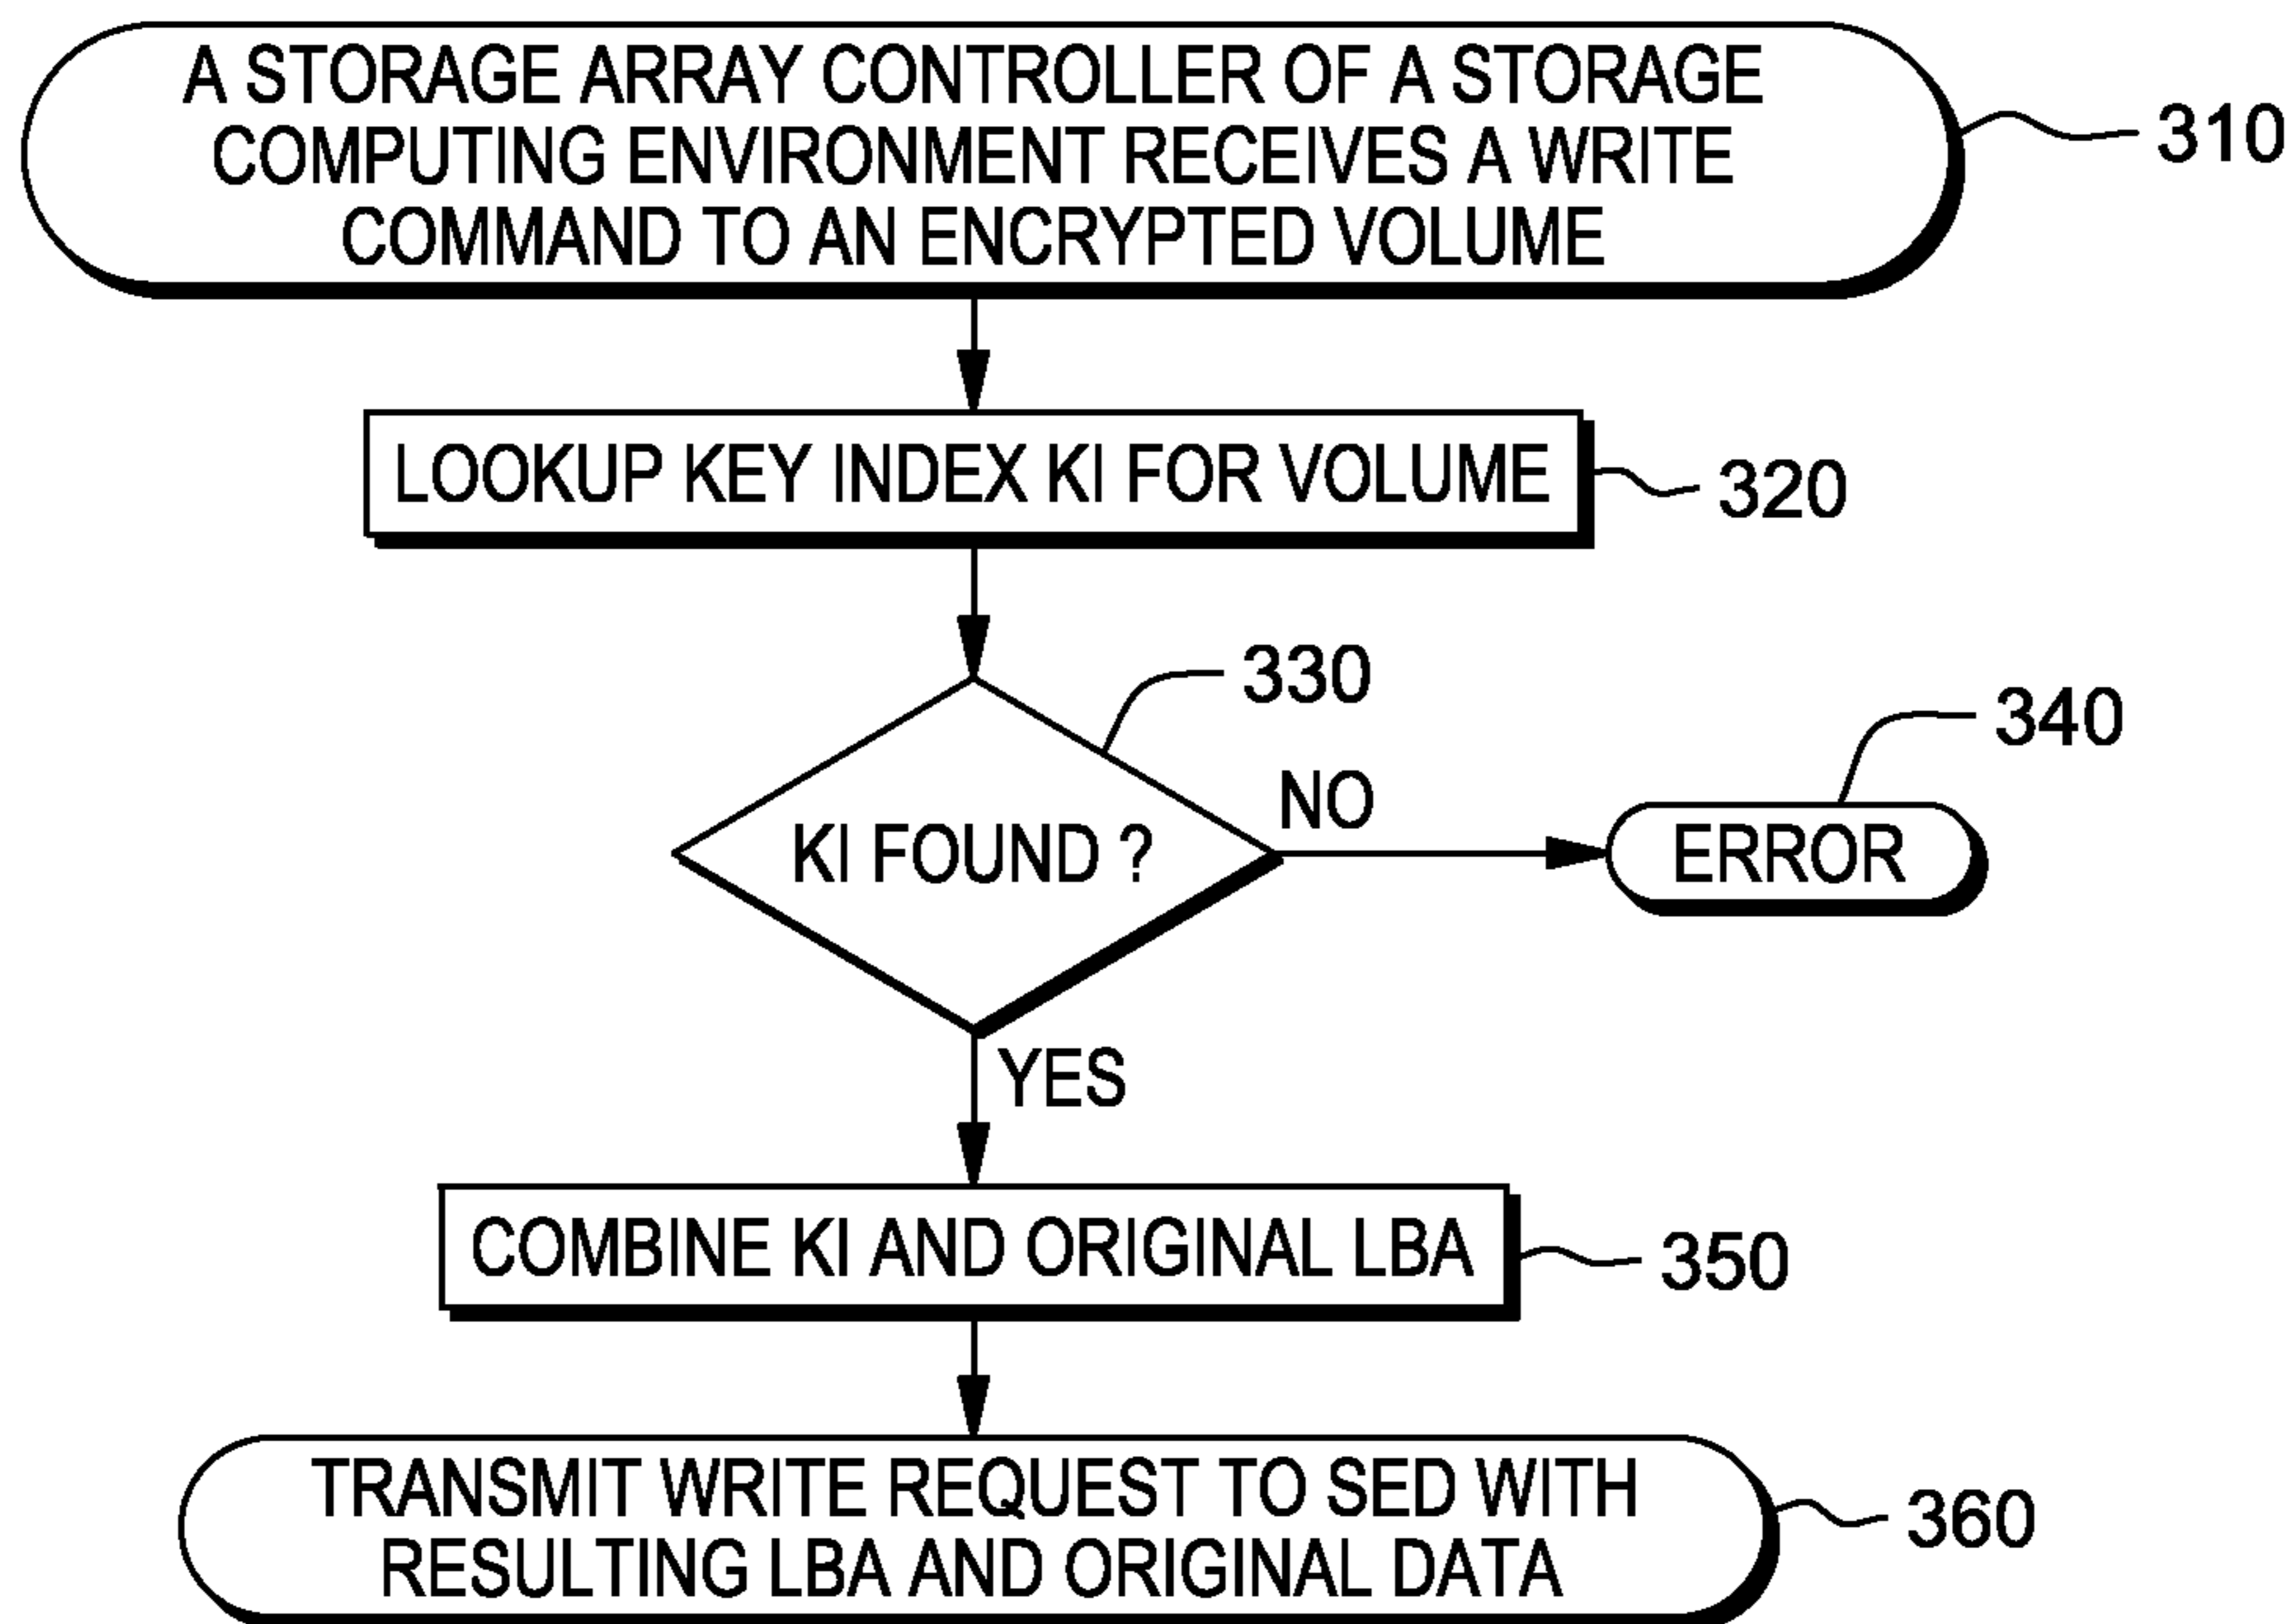 A STORAGE ARRAY CONTROLLER OF A STORAGE
COMPUTING ENVIRONMENT RECEIVES A WRITE
COMMAND TO AN ENCRYPTED VOLUME
310
LOOKUP KEY INDEX KI FOR VOLUME
320
330
340
NO
KI FOUND ?
ERROR
YES
COMBINE KI AND ORIGINAL LBA
350
TRANSMIT WRITE REQUEST TO SED WITH
RESULTING LBA AND ORIGINAL DATA
360